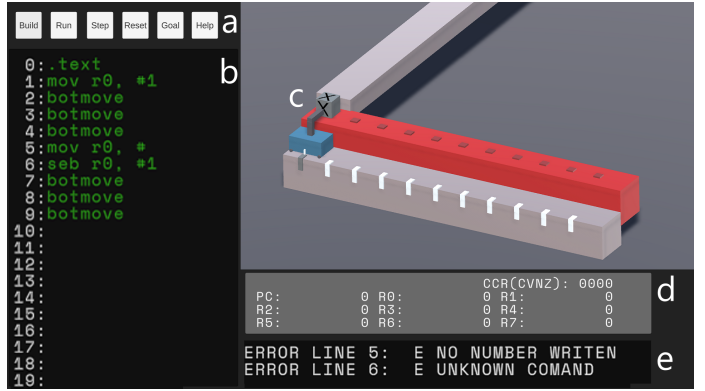 Build Run Step Reset Goal Help a
b
0:.text
1:mov r0, #1
2:botmove
3:botmove
4:botmove
5:mov r0, #
6:seb r0, #1
7:botmove
8:botmove
9:botmove
10:
11:
12:
13:
14:
15:
16:
17:
18:
19:
c
X
Y
CCR(CVNZ): 0000
PC: 0 R0: 0 R1: 0
R2: 0 R3: 0 R4: 0
R5: 0 R6: 0 R7: 0
d
ERROR LINE 5: E NO NUMBER WRITEN
ERROR LINE 6: E UNKNOWN COMAND
e